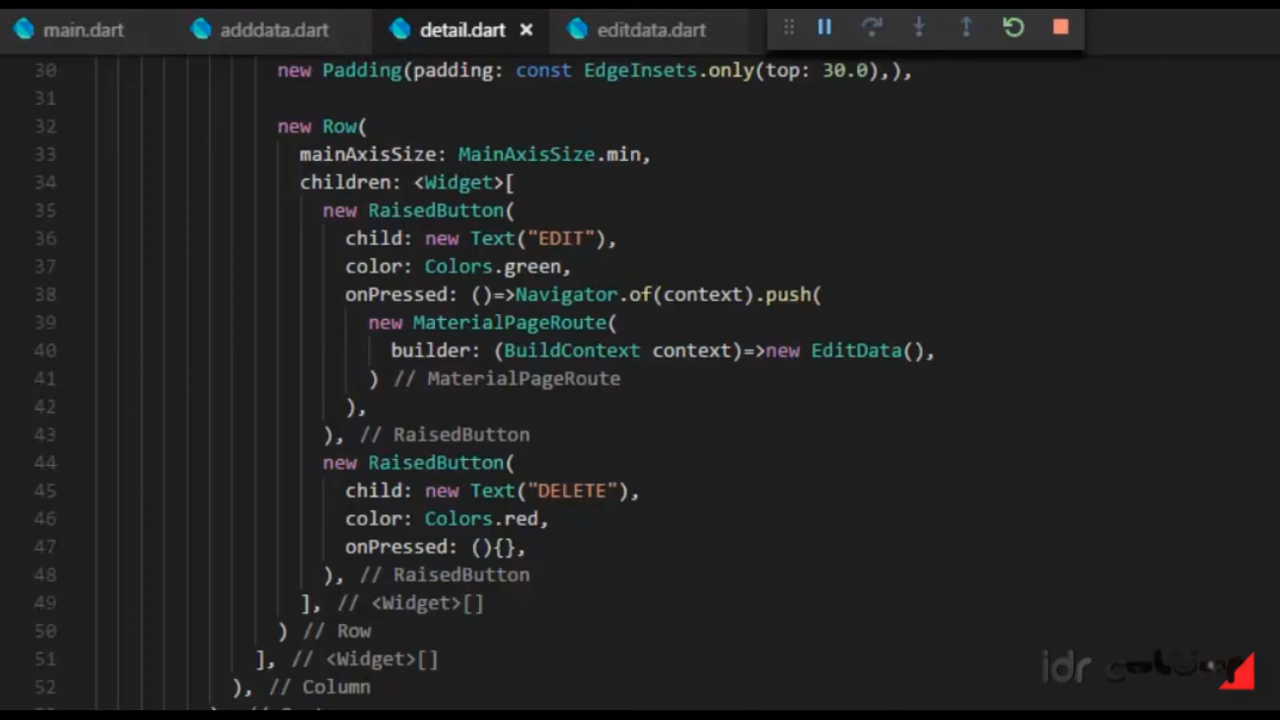 main.dart adddata.dart detail.dart × editdata.dart
30 new Padding(padding: const EdgeInsets.only(top: 30.0),),
31
32 new Row(
33 mainAxisSize: MainAxisSize.min,
34 children: <Widget>[
35 new RaisedButton(
36 child: new Text("EDIT"),
37 color: Colors.green,
38 onPressed: ()=>Navigator.of(context).push(
39 new MaterialPageRoute(
40 builder: (BuildContext context)=>new EditData(),
41 ) // MaterialPageRoute
42 ),
43 ), // RaisedButton
44 new RaisedButton(
45 child: new Text("DELETE"),
46 color: Colors.red,
47 onPressed: (){},
48 ), // RaisedButton
49 ], // <Widget>[]
50 ) // Row
51 ], // <Widget>[]
52 ), // Column
idr